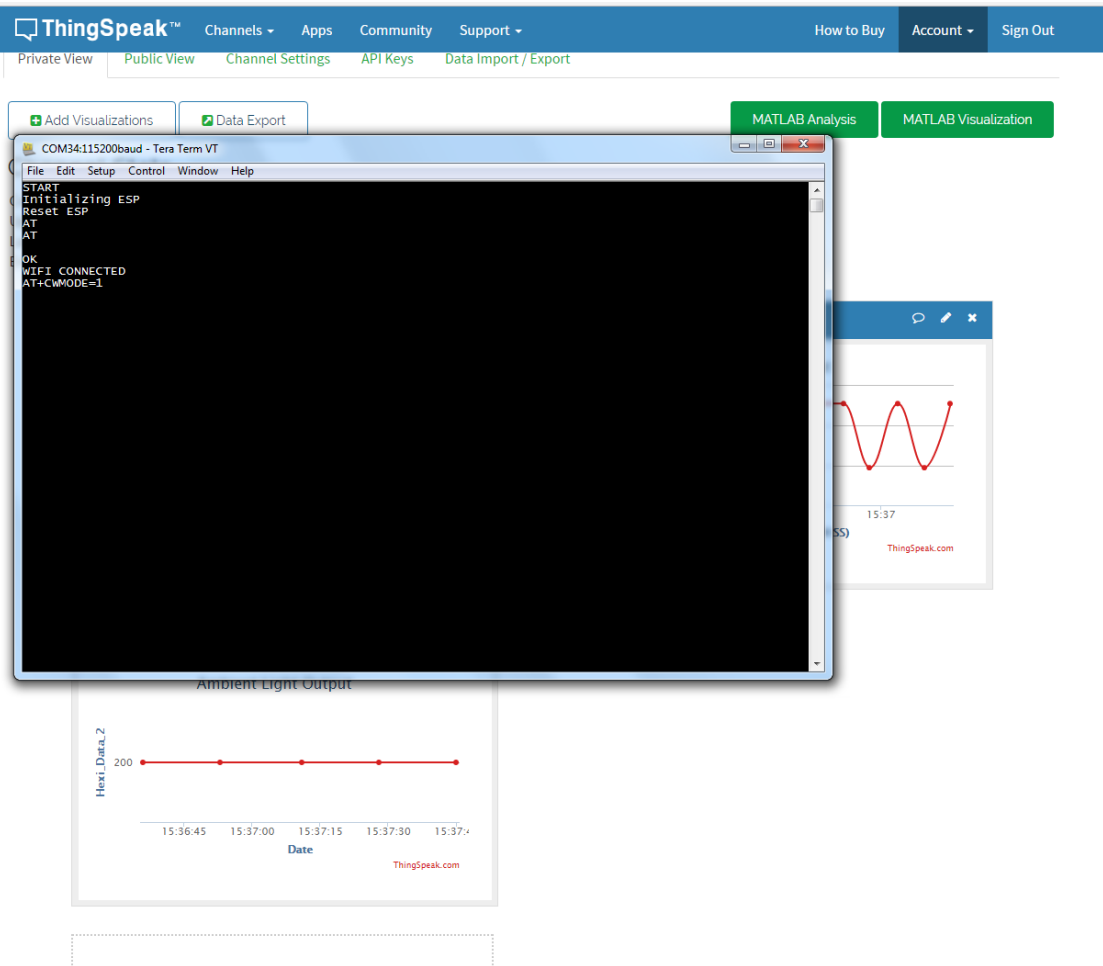 ThingSpeak™ Channels Apps Community Support How to Buy Account Sign Out
Private View Public View Channel Settings API Keys Data Import / Export
Add Visualizations Data Export MATLAB Analysis MATLAB Visualization
COM34:115200baud - Tera Term VT
File Edit Setup Control Window Help
START
Initializing ESP
Reset ESP
AT
AT
OK
WIFI CONNECTED
AT+CWMODE=1
15:37
SS)
ThingSpeak.com
Ambient Light Output
Hexi_Data_2
200
15:36:45 15:37:00 15:37:15 15:37:30 15:37:4
Date
ThingSpeak.com